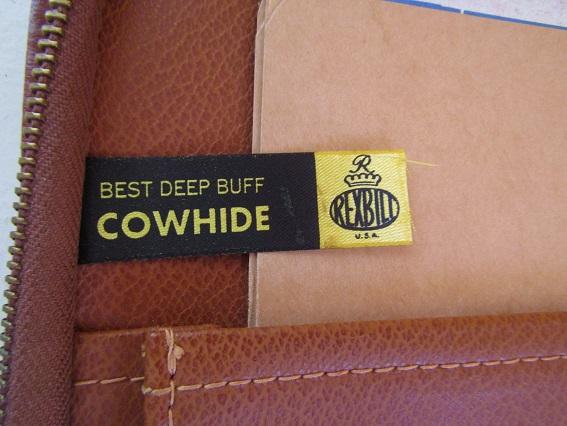 BEST DEEP BUFF
COWHIDE
R
REXBILT
U.S.A.